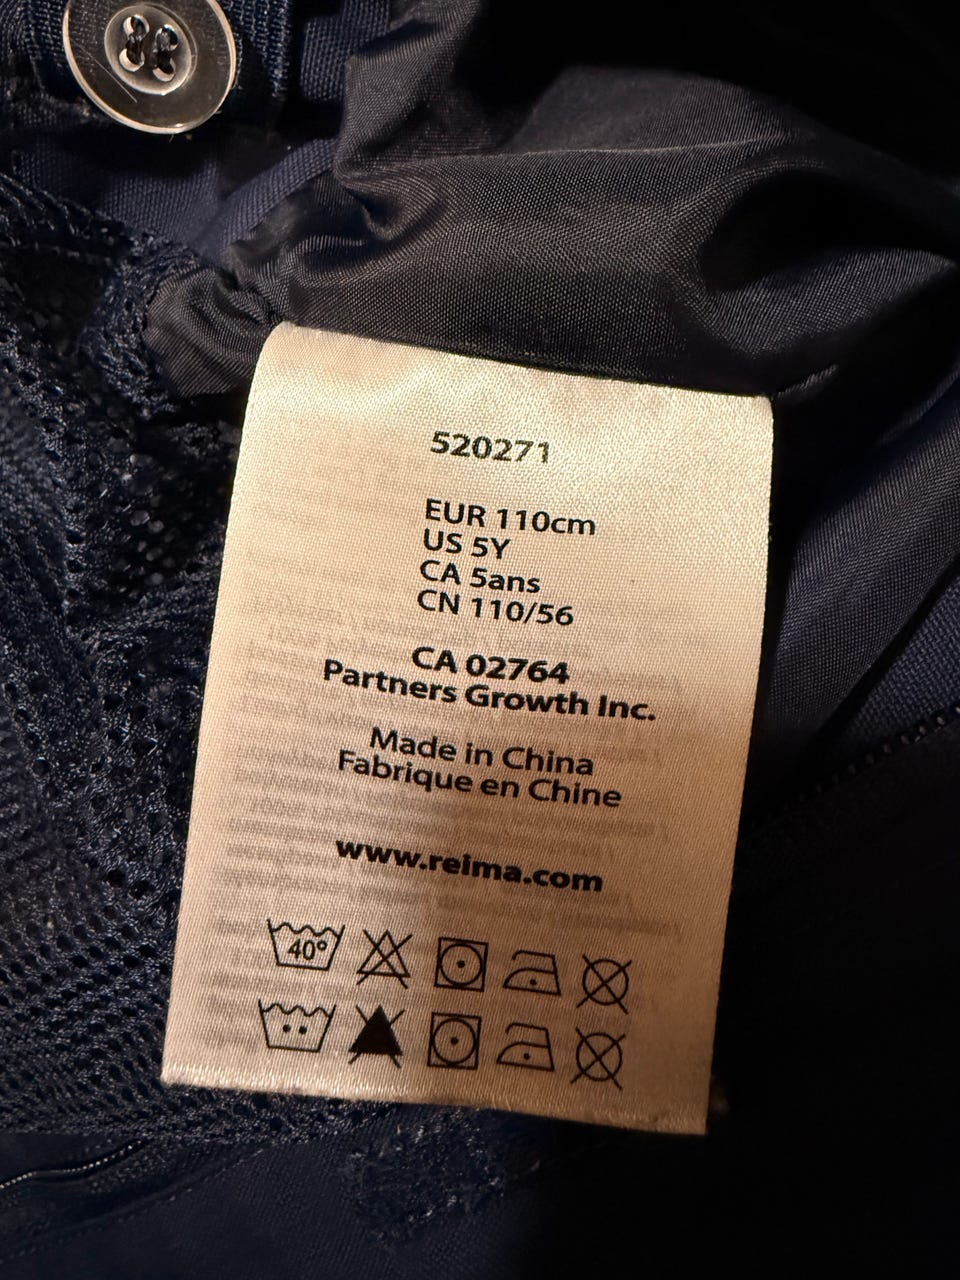 520271
EUR 110cm
US 5Y
CA 5ans
CN 110/56
CA 02764
Partners Growth Inc.
Made in China
Fabrique en Chine
www.reima.com
40°